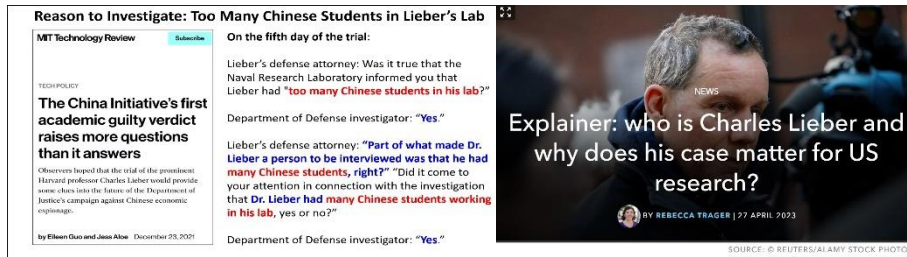 Reason to Investigate: Too Many Chinese Students in Lieber's Lab
MIT Technology Review
Subscribe
TECH POLICY
The China Initiative's first
academic guilty verdict
raises more questions
than it answers
Observers hoped that the trial of the prominent
Harvard professor Charles Lieber would provide
some clues into the future of the Department of
Justice's campaign against Chinese economic
espionage.
by Eileen Guo and Jess Aloe December 23, 2021
On the fifth day of the trial:
Lieber's defense attorney: Was it true that the
Naval Research Laboratory informed you that
Lieber had "too many Chinese students in his lab?"
Department of Defense investigator: "Yes."
Lieber's defense attorney: "Part of what made Dr.
Lieber a person to be interviewed was that he had
many Chinese students, right?" "Did it come to
your attention in connection with the investigation
that Dr. Lieber had many Chinese students working
in his lab, yes or no?"
Department of Defense investigator: "Yes."
NEWS
Explainer: who is Charles Lieber and
why does his case matter for US
research?
BY REBECCA TRAGER | 27 APRIL 2023
SOURCE: © REUTERS/ALAMY STOCK PHOTO